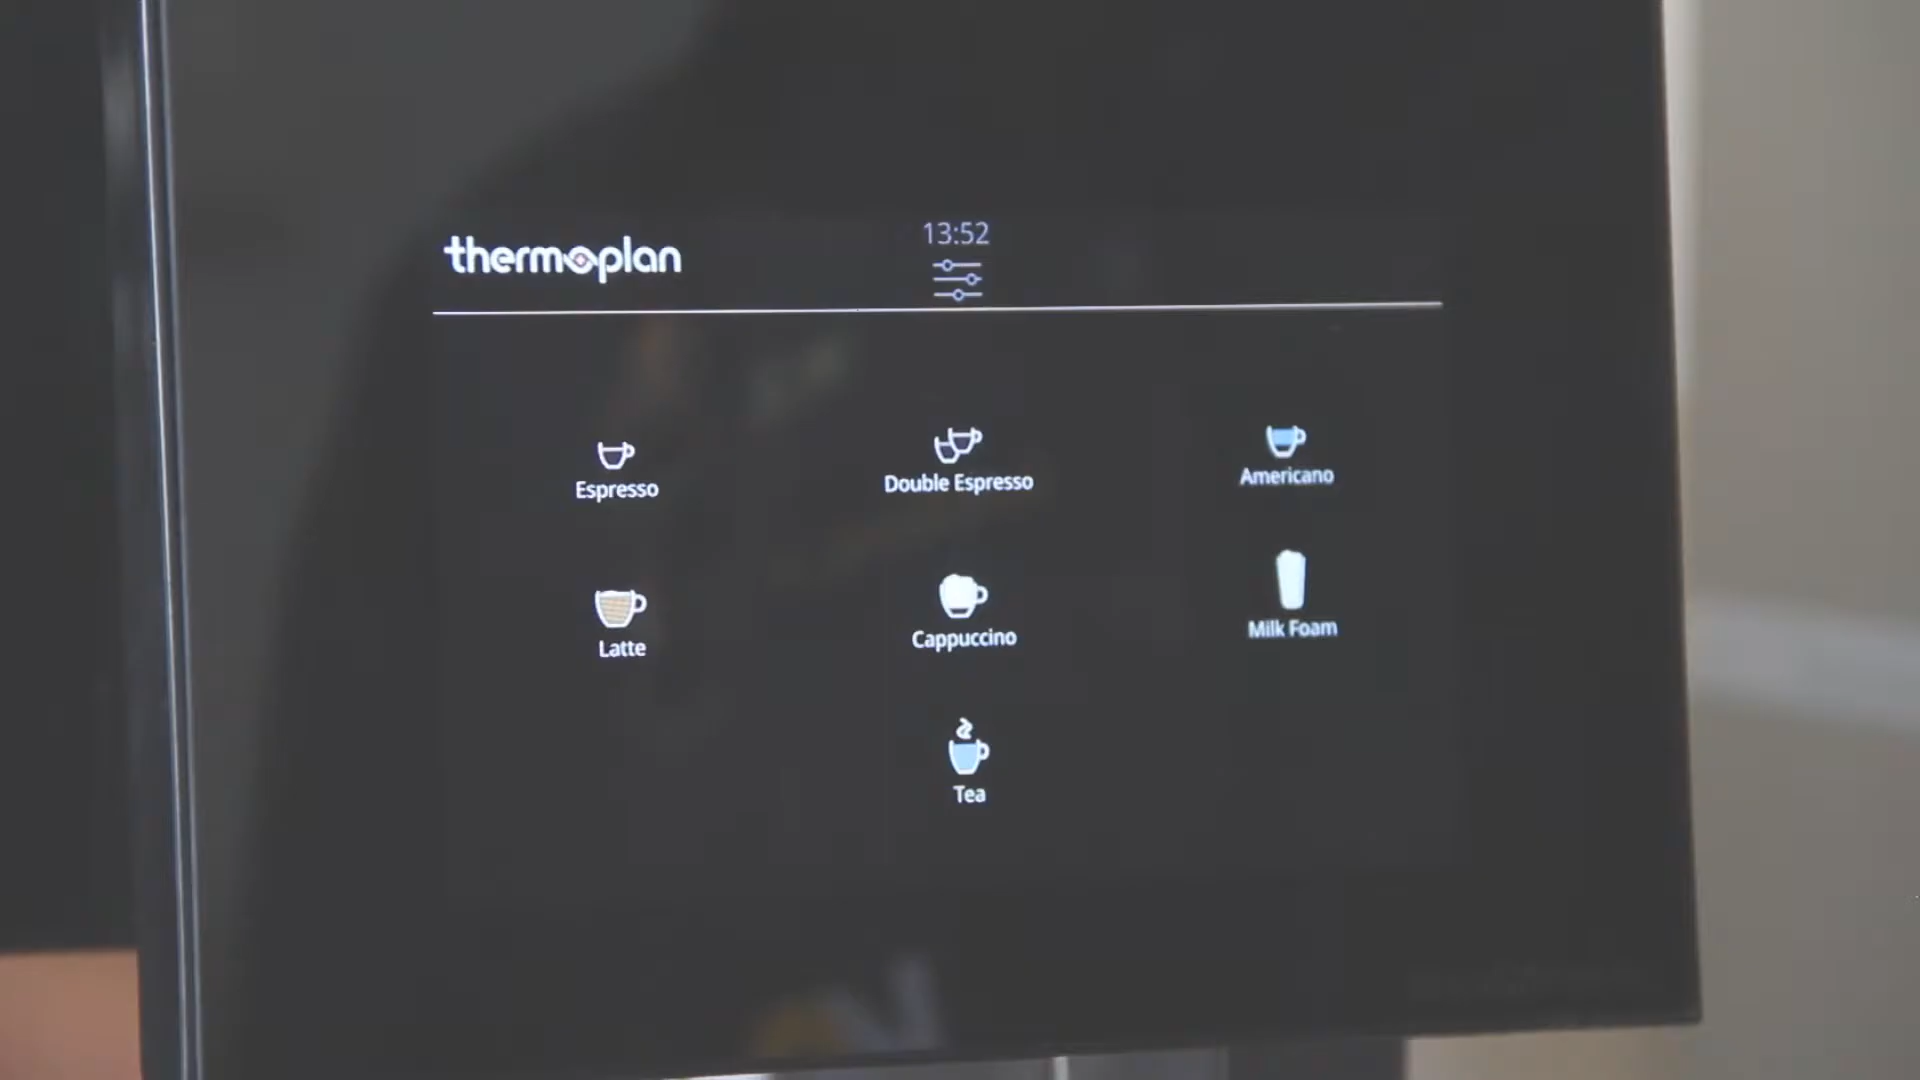 thermoplan
13:52
Espresso
Double Espresso
Americano
Latte
Cappuccino
Milk Foam
Tea